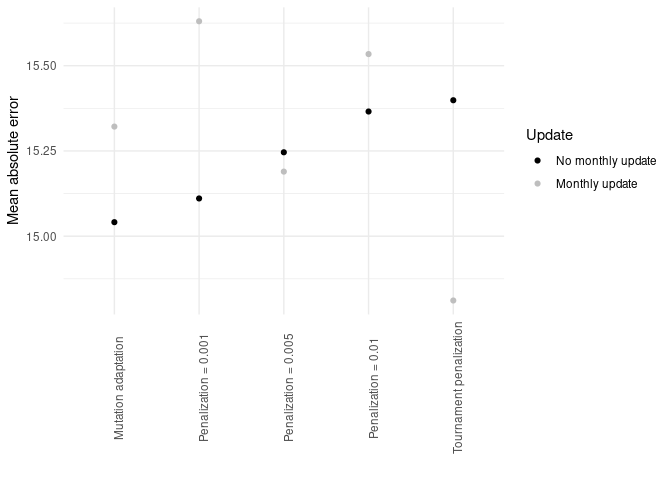 Mean absolute error
15.50
15.25
15.00
Mutation adaptation
Penalization = 0.001
Penalization = 0.005
Penalization = 0.01
Tournament penalization
Update
No monthly update
Monthly update